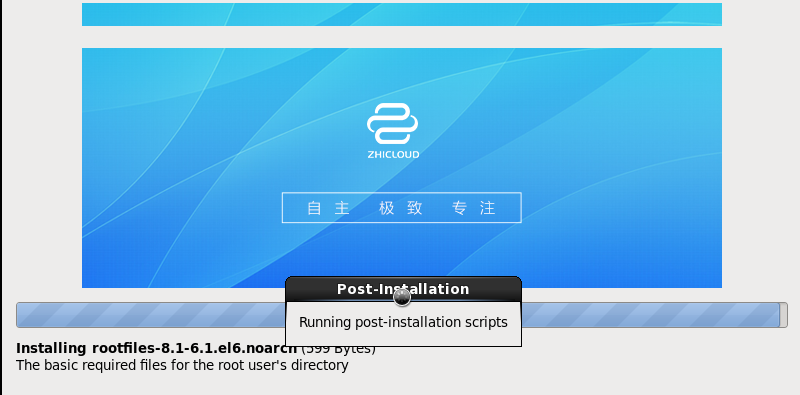 ZHICLOUD
自主 极致 专注
Post-Installation
Running post-installation scripts
Installing rootfiles-8.1-6.1.el6.noarch (599 Bytes)
The basic required files for the root user's directory